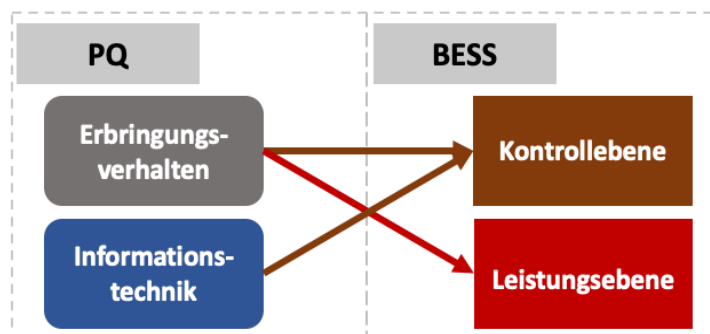 PQ
BESS
Erbringungs-
verhalten
Kontrollebene
Informations-
technik
Leistungsebene